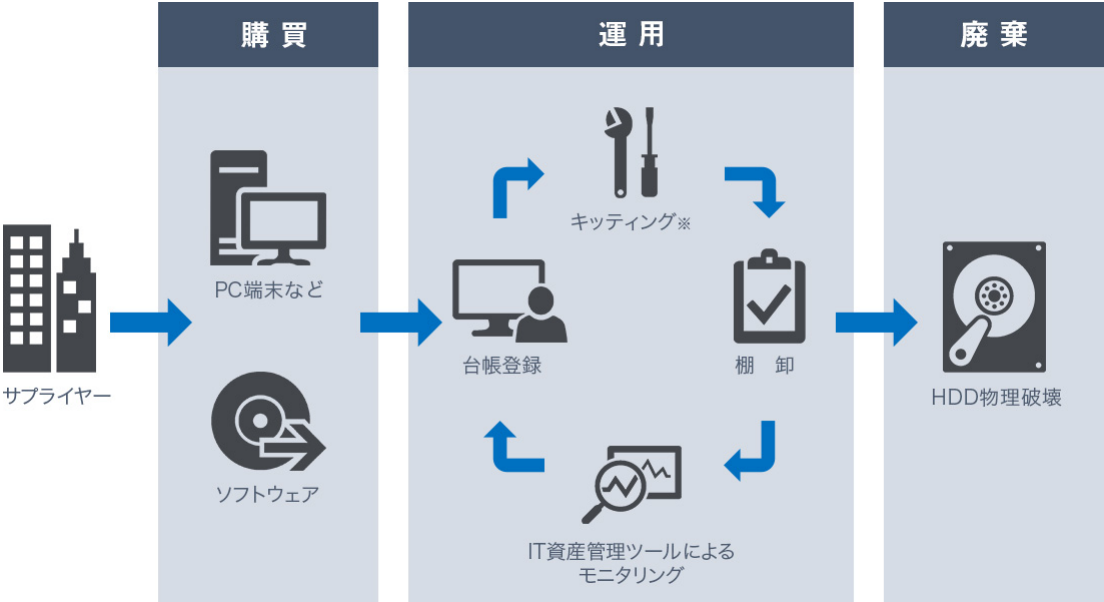 購買
運用
廃棄
サプライヤー
PC端末など
ソフトウェア
キッティング※
台帳登録
棚 卸
IT資産管理ツールによる
モニタリング
HDD物理破壊